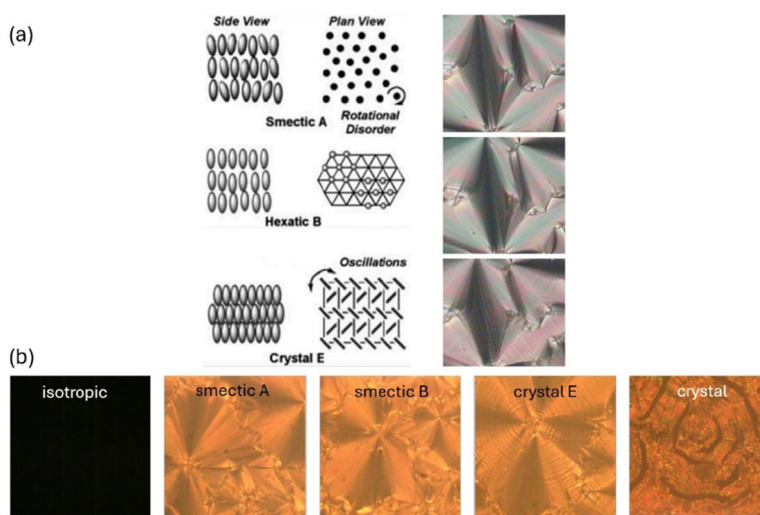 (a)
Side View Plan View
Smectic A
Rotational
Disorder
Hexatic B
Oscillations
Crystal E
(b)
isotropic smectic A smectic B crystal E crystal